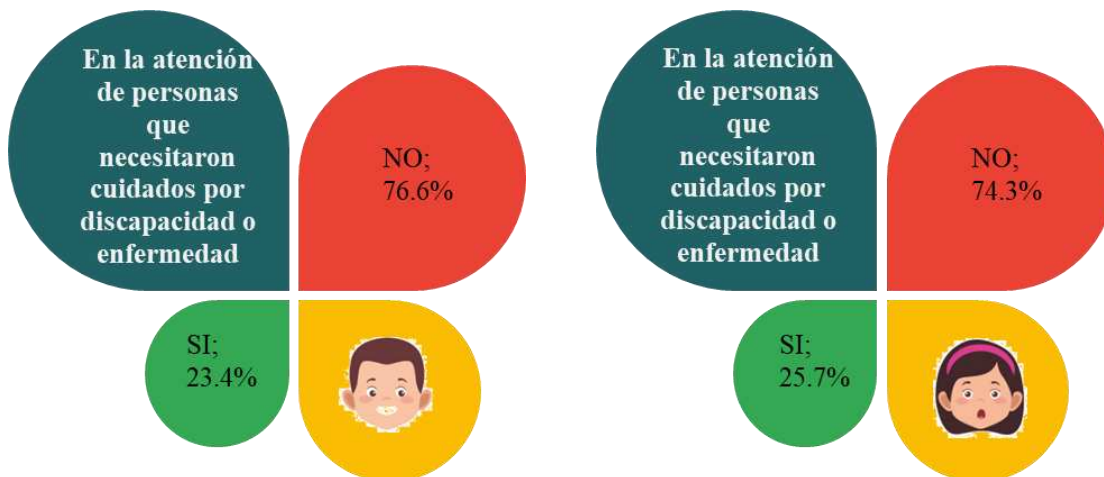 En la atención
de personas
que
necesitaron
cuidados por
discapacidad o
enfermedad
NO;
76.6%
SI;
23.4%
En la atención
de personas
que
necesitaron
cuidados por
discapacidad o
enfermedad
NO;
74.3%
SI;
25.7%